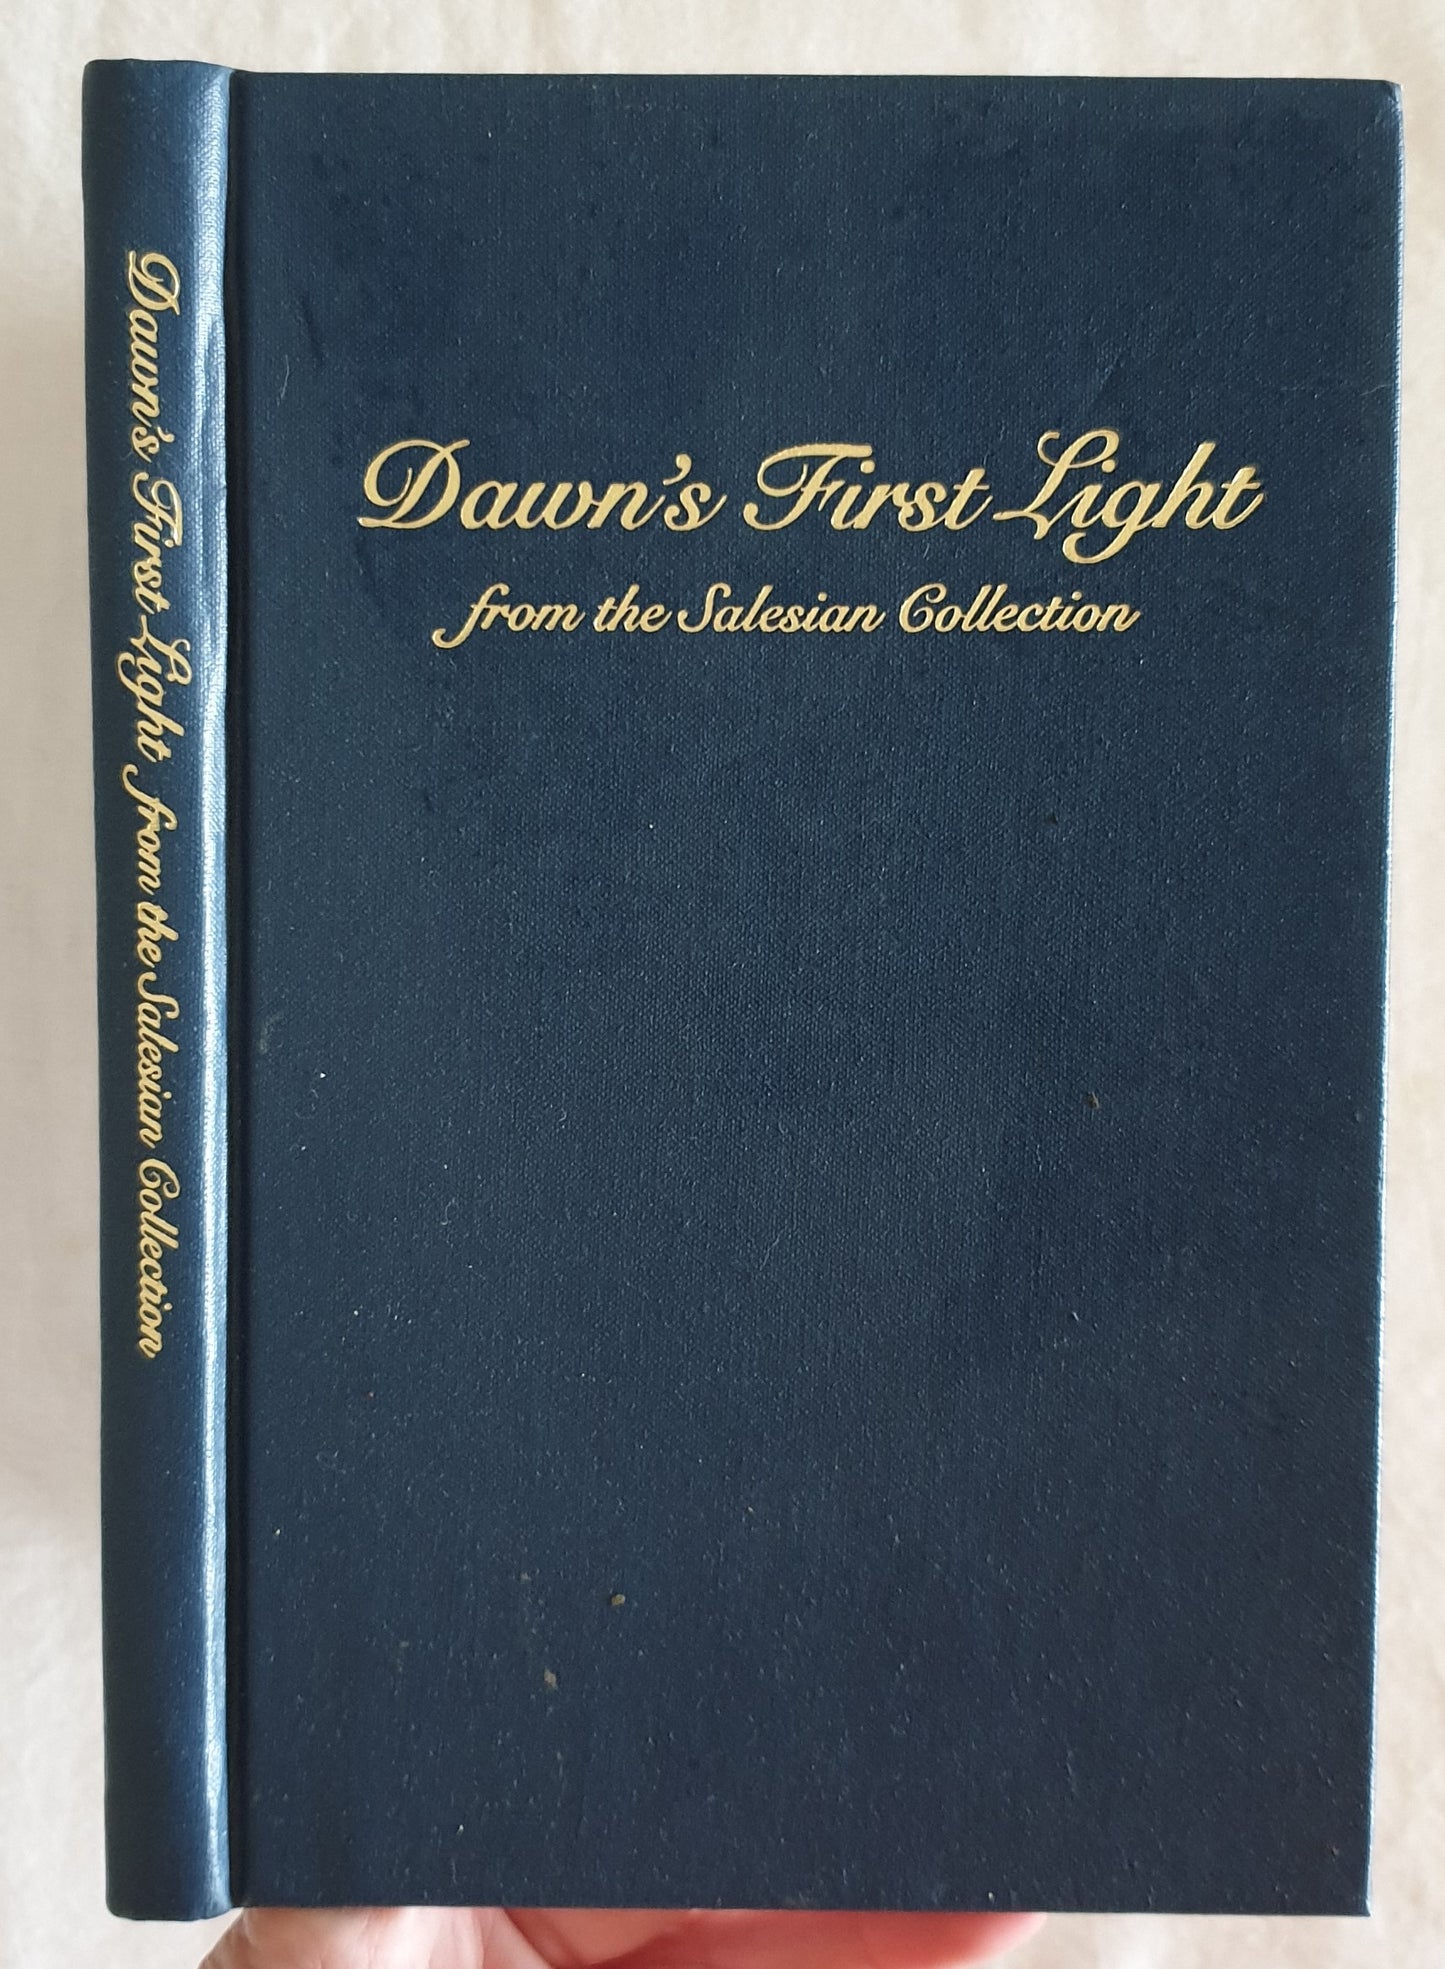 Dawn's First Light from the Salesian Collection
Dawn's First Light
from the Salesian Collection